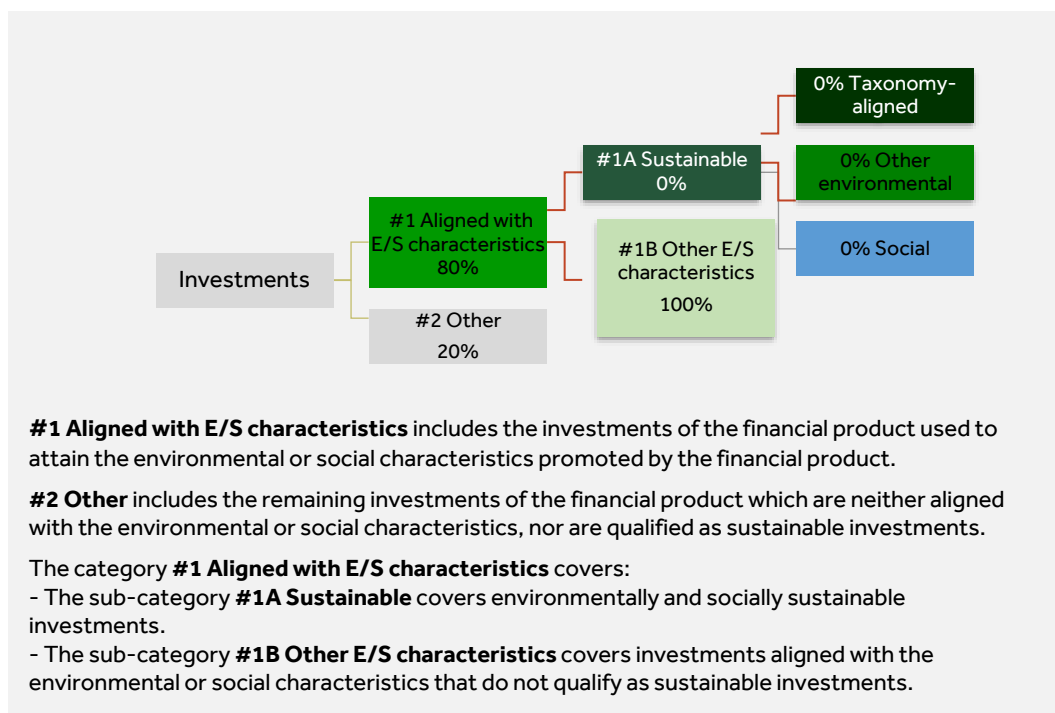 0% Taxonomy-
aligned
#1A Sustainable
0%
0% Other
environmental
#1 Aligned with
E/S characteristics
80%
#1B Other E/S
characteristics
100%
0% Social
Investments
#2 Other
20%
#1 Aligned with E/S characteristics includes the investments of the financial product used to
attain the environmental or social characteristics promoted by the financial product.
#2 Other includes the remaining investments of the financial product which are neither aligned
with the environmental or social characteristics, nor are qualified as sustainable investments.
The category #1 Aligned with E/S characteristics covers:
- The sub-category #1A Sustainable covers environmentally and socially sustainable
investments.
- The sub-category #1B Other E/S characteristics covers investments aligned with the
environmental or social characteristics that do not qualify as sustainable investments.